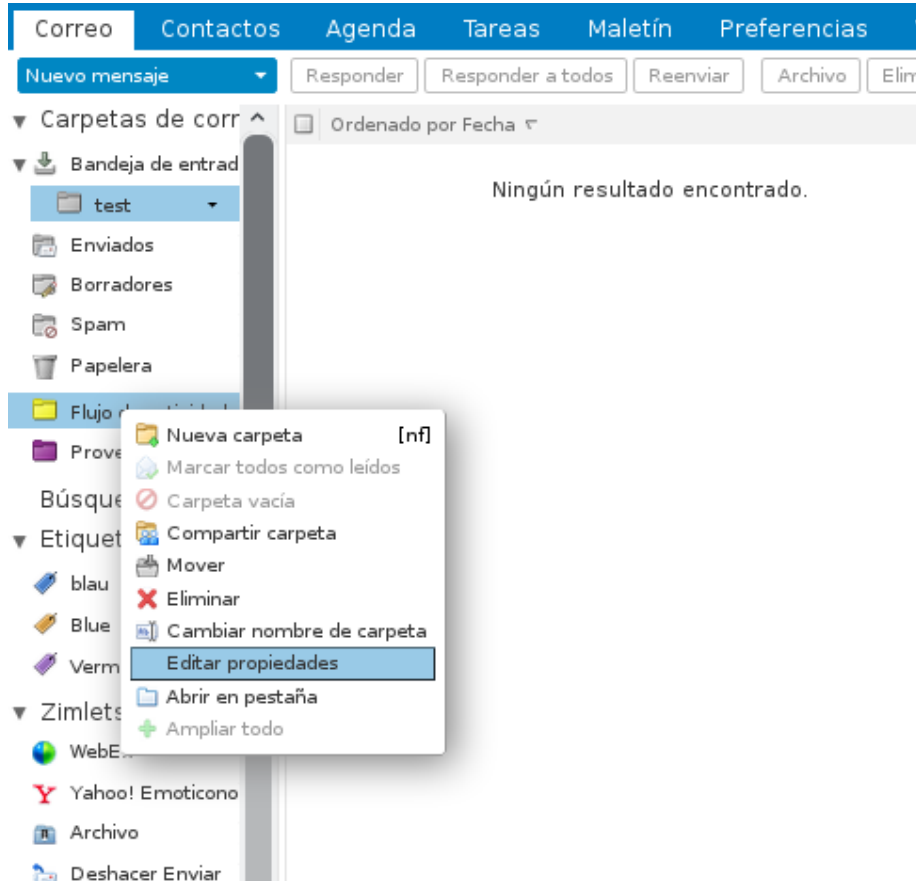 Correo Contactos Agenda Tareas Maletín Preferencias
Nuevo mensaje Responder Responder a todos Reenviar Archivo Elim
Carpetas de corr
Ordenado por Fecha
Bandeja de entrad
Ningún resultado encontrado.
test
Enviados
Borradores
Spam
Papelera
Flujo
Prove
Búsque
Etiquet
blau
Blue
Verm
Zimlets
WebE
Yahoo! Emoticono
Archivo
Deshacer Enviar
Nueva carpeta [nf]
Marcar todos como leídos
Carpeta vacía
Compartir carpeta
Mover
Eliminar
Cambiar nombre de carpeta
Editar propiedades
Abrir en pestaña
Ampliar todo